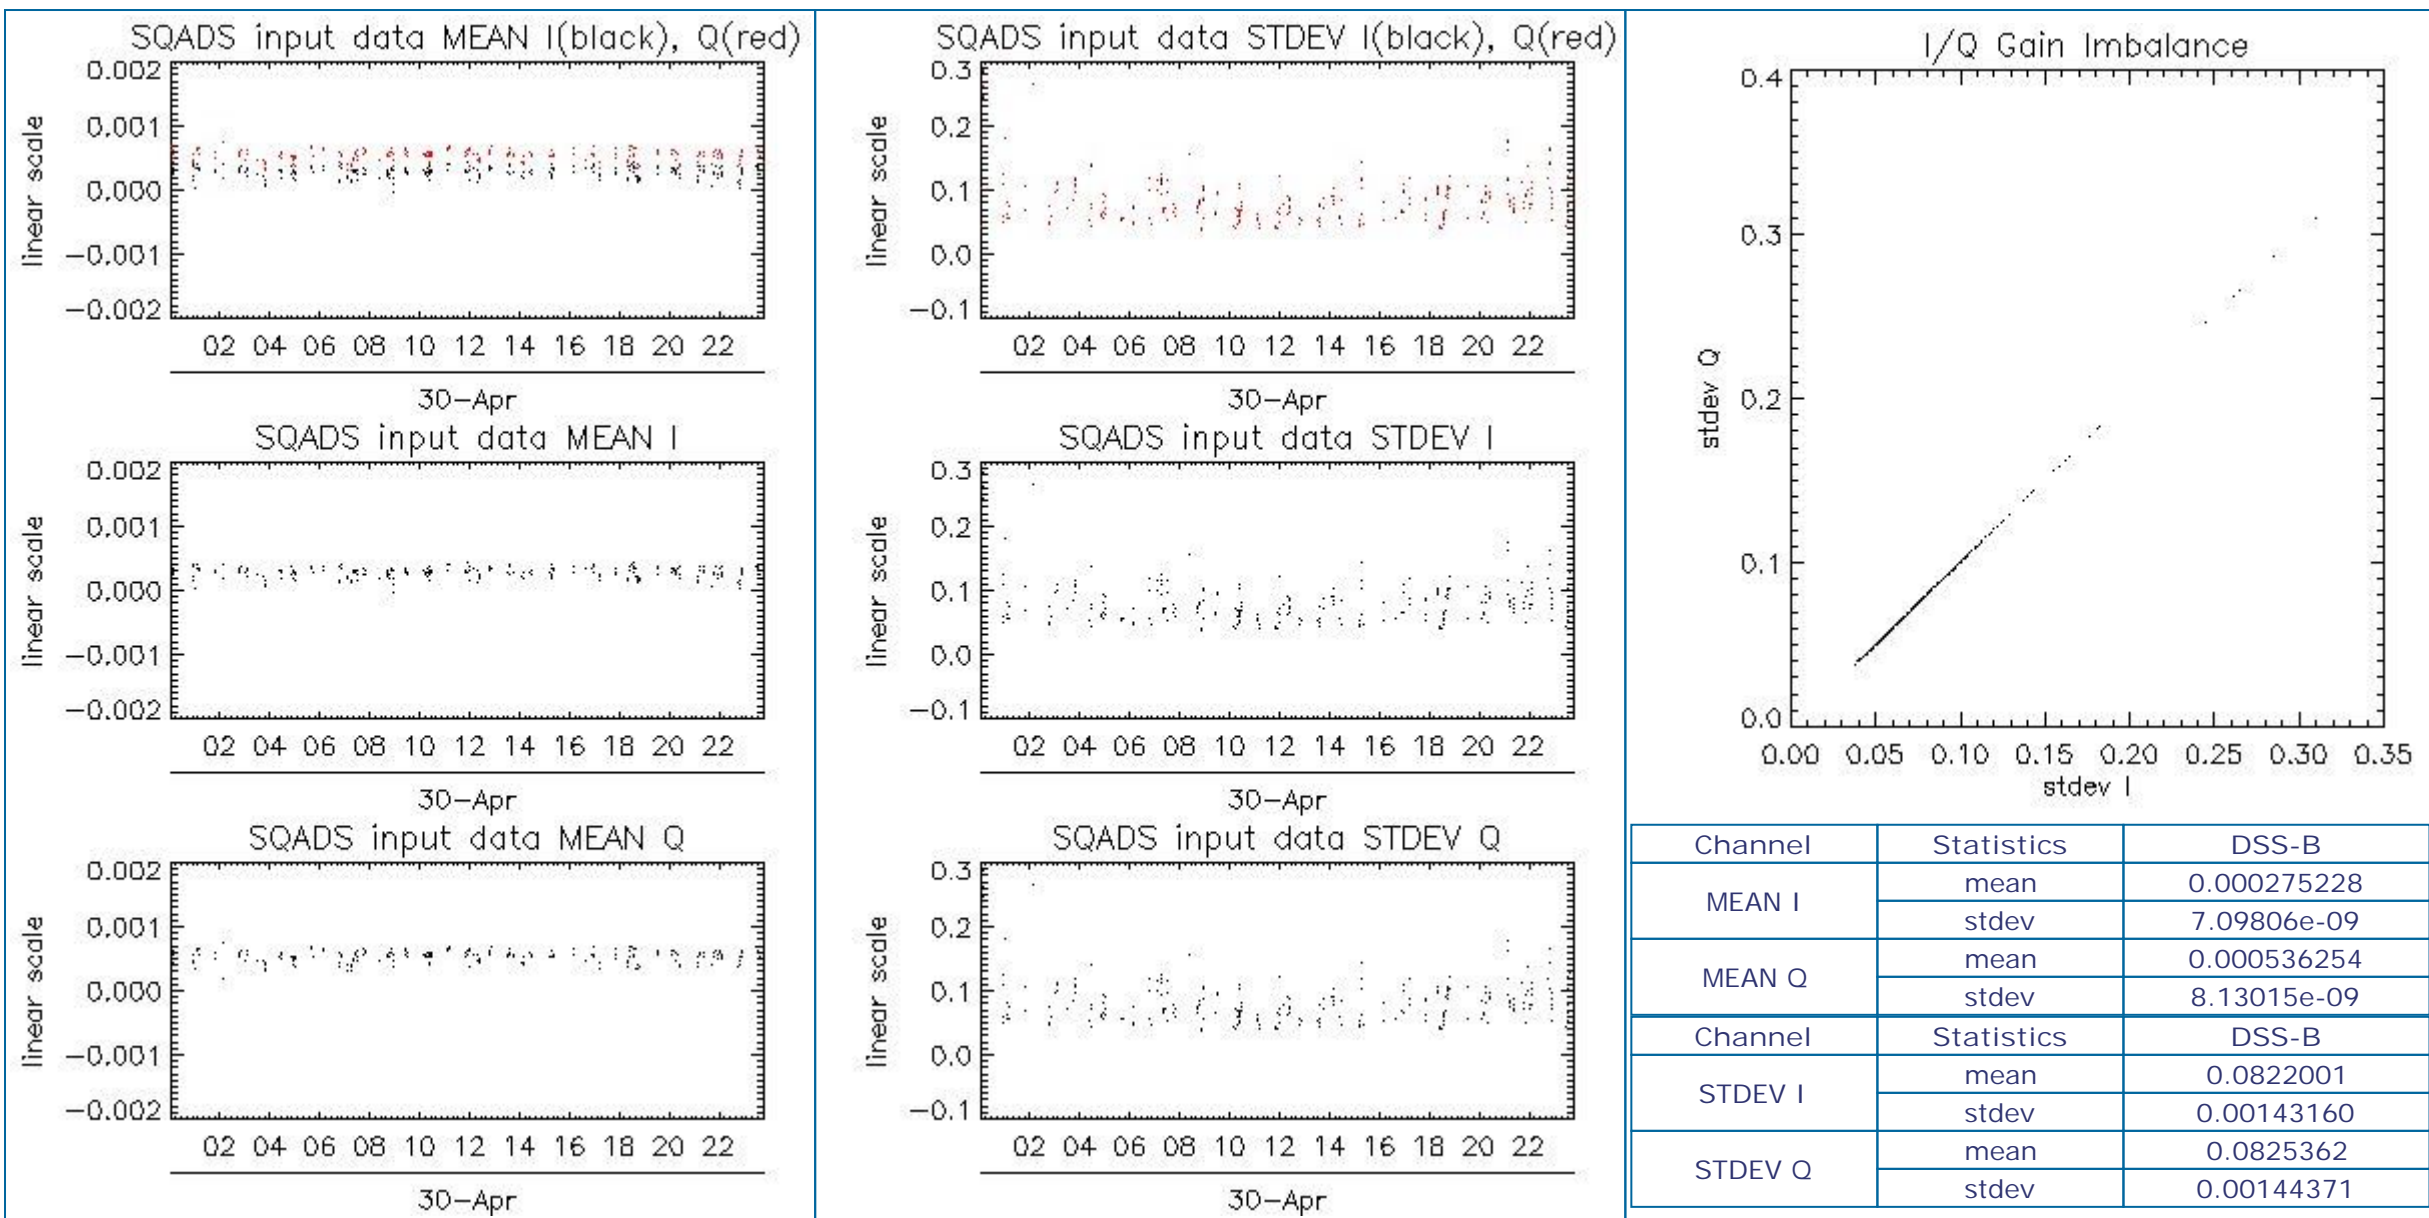 SQADS input data MEAN I(black), Q(red)
0.002
0.001
0.000
-0.001
-0.002
linear scale
02 04 06 08 10 12 14 16 18 20 22
30-Apr
SQADS input data MEAN I
0.002
0.001
0.000
-0.001
-0.002
linear scale
02 04 06 08 10 12 14 16 18 20 22
30-Apr
SQADS input data MEAN Q
0.002
0.001
0.000
-0.001
-0.002
linear scale
02 04 06 08 10 12 14 16 18 20 22
30-Apr
SQADS input data STDEV I(black), Q(red)
0.3
0.2
0.1
0.0
-0.1
linear scale
02 04 06 08 10 12 14 16 18 20 22
30-Apr
SQADS input data STDEV I
0.3
0.2
0.1
0.0
-0.1
linear scale
02 04 06 08 10 12 14 16 18 20 22
30-Apr
SQADS input data STDEV Q
0.3
0.2
0.1
0.0
-0.1
linear scale
02 04 06 08 10 12 14 16 18 20 22
30-Apr
I/Q Gain Imbalance
0.4
0.3
0.2
0.1
0.0
stdev Q
0.00 0.05 0.10 0.15 0.20 0.25 0.30 0.35
stdev I
Channel Statistics DSS-B
MEAN I mean 0.000275228
stdev 7.09806e-09
MEAN Q mean 0.000536254
stdev 8.13015e-09
Channel Statistics DSS-B
STDEV I mean 0.0822001
stdev 0.00143160
STDEV Q mean 0.0825362
stdev 0.00144371